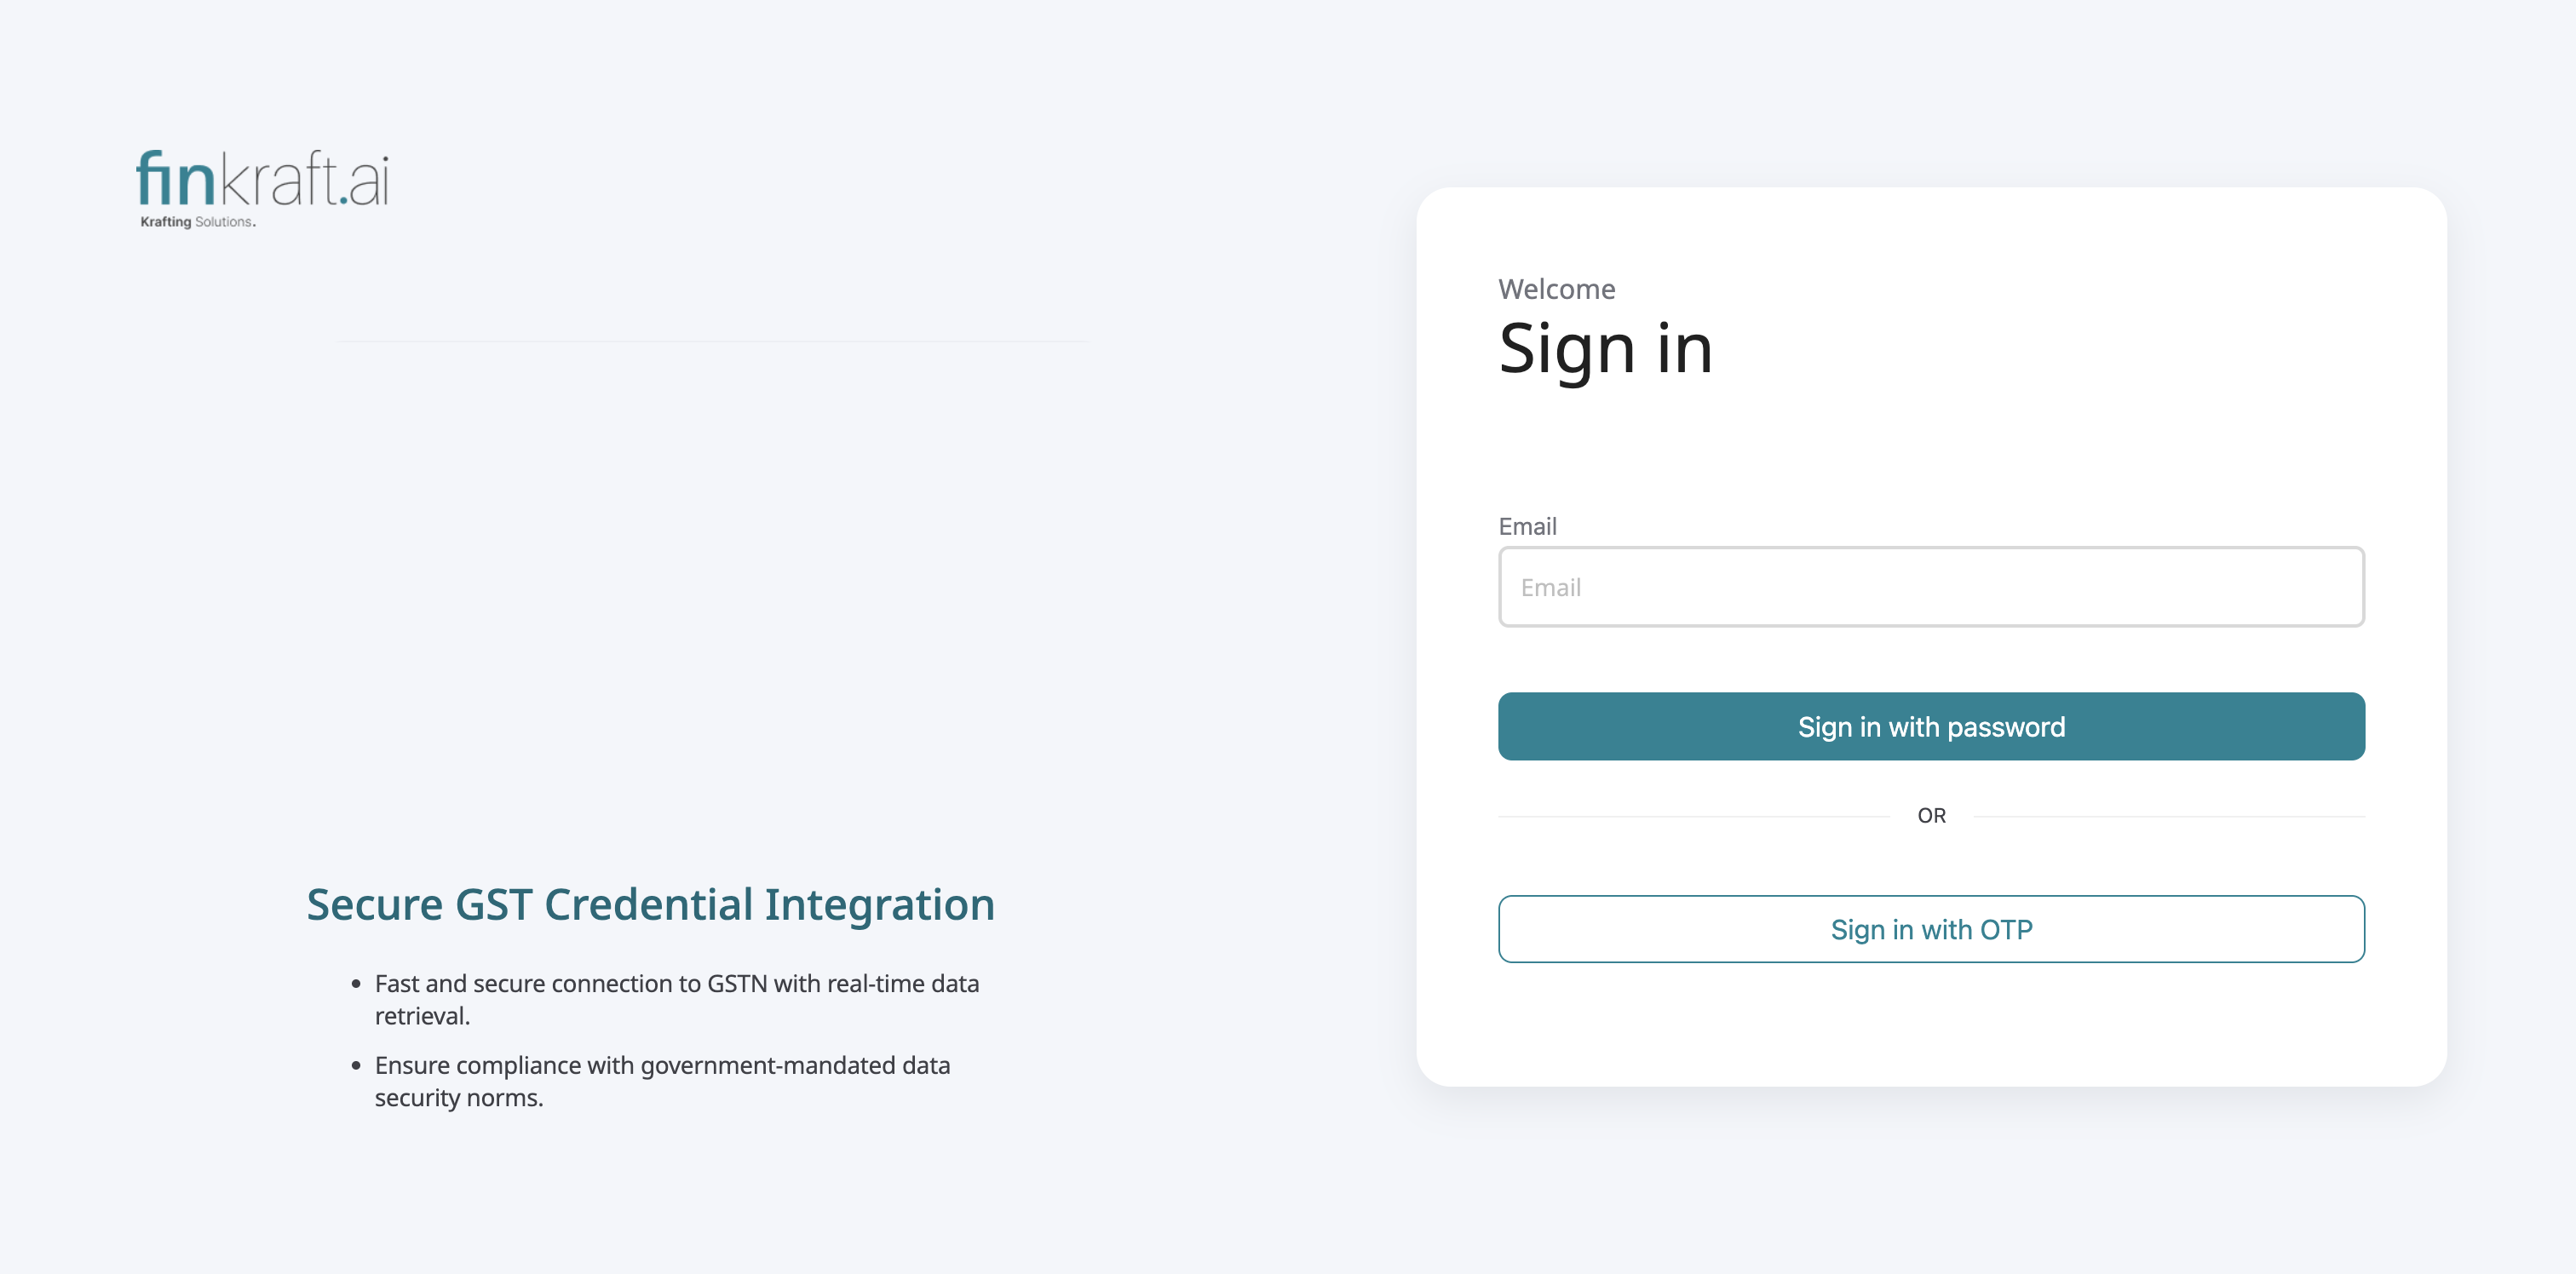 finkraft.ai
Krafting Solutions.
Secure GST Credential Integration
• Fast and secure connection to GSTN with real-time data
retrieval.
• Ensure compliance with government-mandated data
security norms.
Welcome
Sign in
Email
Email
Sign in with password
OR
Sign in with OTP